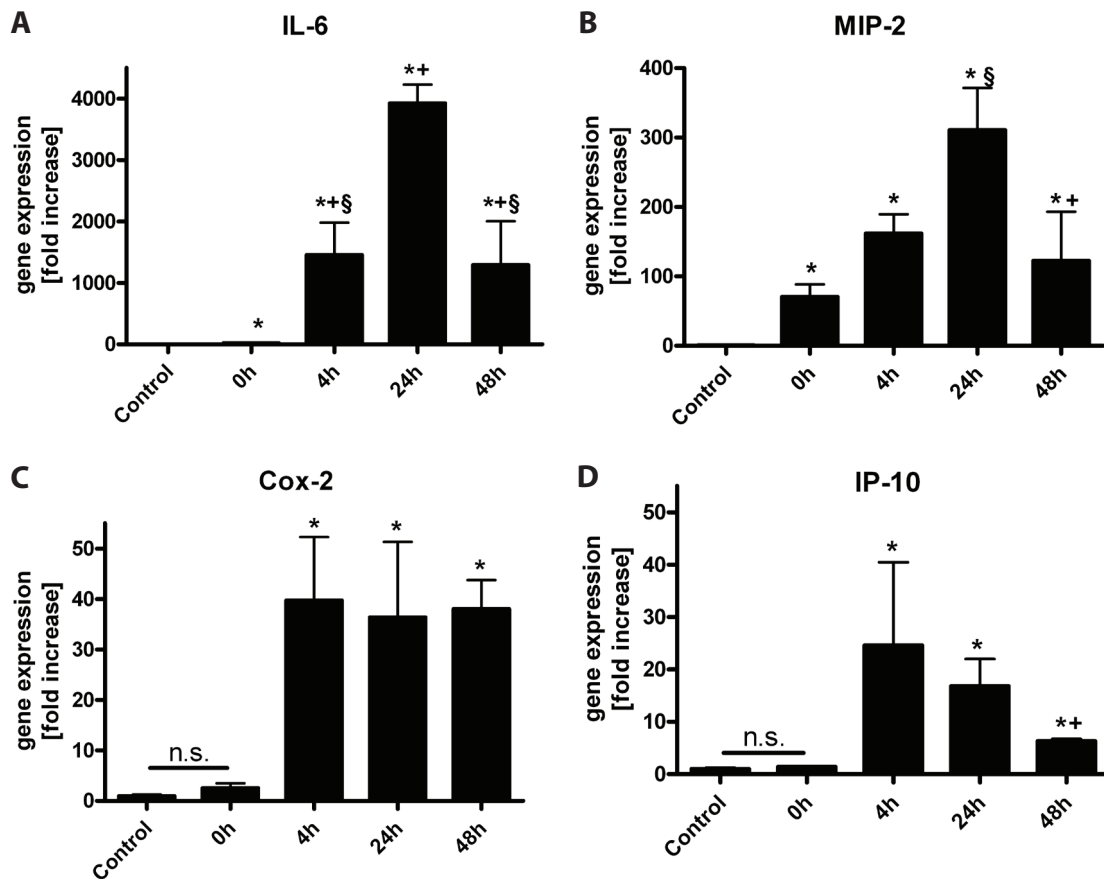 A
IL-6
gene expression
[fold increase]
4000
3000
2000
1000
0
*
*+§
*+
*+§
Control
0h
4h
24h
48h
B
MIP-2
gene expression
[fold increase]
400
300
200
100
0
*
*
* §
* +
Control
0h
4h
24h
48h
C
Cox-2
gene expression
[fold increase]
50
40
30
20
10
0
n.s.
*
*
*
Control
0h
4h
24h
48h
D
IP-10
gene expression
[fold increase]
50
40
30
20
10
0
n.s.
*
*
*+
Control
0h
4h
24h
48h